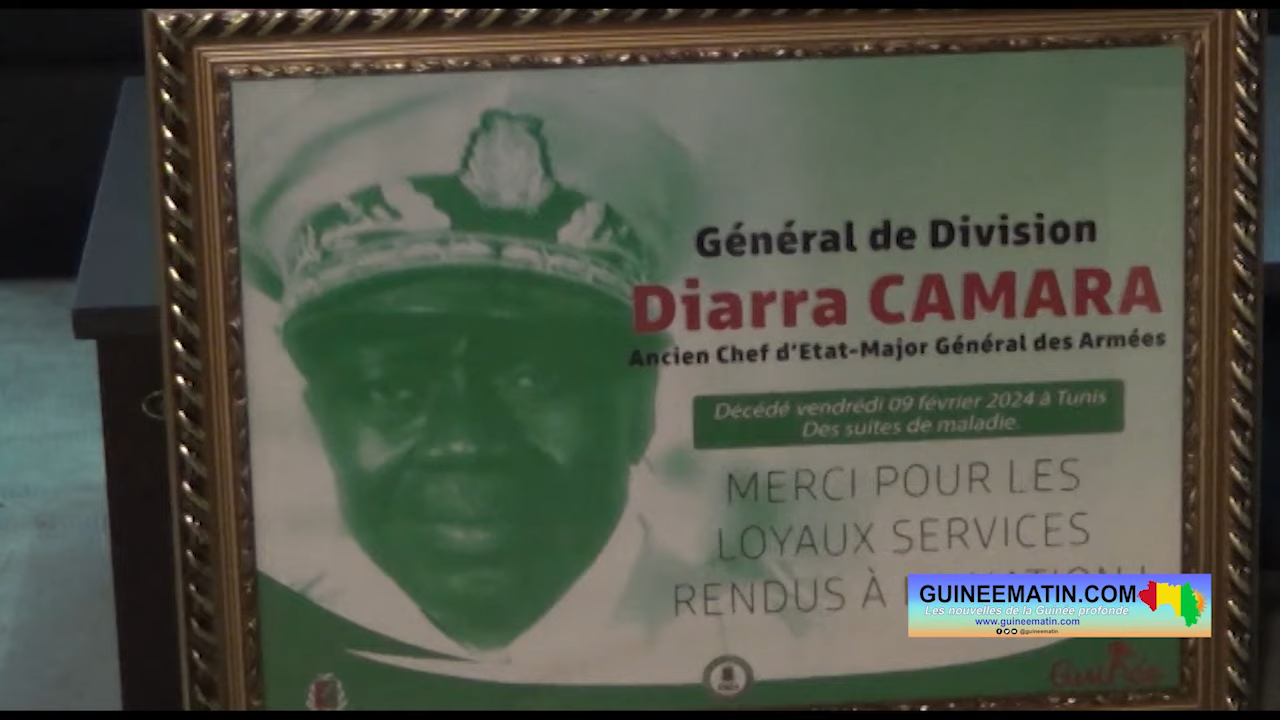 Général de Division
Diarra CAMARA
Ancien Chef d'Etat-Major Général des Armées
Décédé vendrédi 09 février 2024 à Tunis
Des suites de maladie.
MERCI POUR LES
LOYAUX SERVICES
RENDUS À
GUINEEMATIN.COM
Les nouvelles de la Guinée profonde
www.guineematin.com
@guineematin